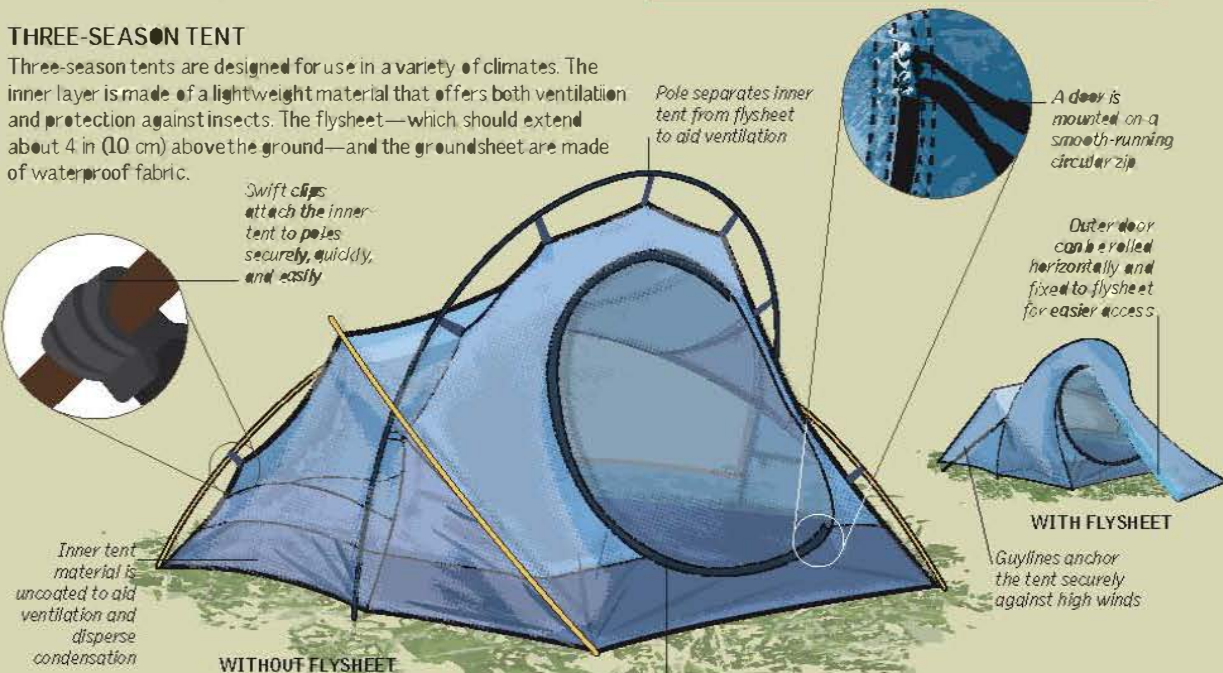 THREE-SEASON TENT
Three-season tents are designed for use in a variety of climates. The
inner layer is made of a lightweight material that offers both ventilation
and protection against insects. The flysheet—which should extend
about 4 in (10 cm) above the ground—and the groundsheet are made
of waterproof fabric.
Swift clips
attach the inner
tent to poles
securely, quickly,
and easily
Pole separates inner
tent from flysheet
to aid ventilation
A door is
mounted on a
smooth-running
circular zip
Outer door
can be rolled
horizontally and
fixed to flysheet
for easier access
WITH FLYSHEET
Guylines anchor
the tent securely
against high winds
Inner tent
material is
uncoated to aid
ventilation and
disperse
condensation
WITHOUT FLYSHEET